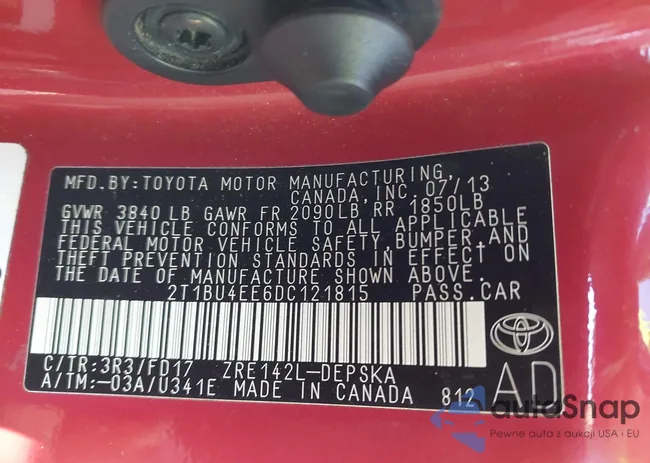 MFD. BY: TOYOTA MOTOR MANUFACTURING,
CANADA, INC. 07/13
GVWR 3840 LB GAWR FR 2090LB RR 1850LB
THIS VEHICLE CONFORMS TO ALL APPLICABLE
FEDERAL MOTOR VEHICLE SAFETY, BUMPER, AND
THEFT PREVENTION STANDARDS IN EFFECT ON
THE DATE OF MANUFACTURE SHOWN ABOVE.
2T1BU4EE6DC121815 PASS. CAR
C/TR: 3R3/FD17 ZRE142L-DEPSKA
A/TM: -03A/U341E MADE IN CANADA 812
AD
autoSnap
Pewne auta z aukcji USA i EU